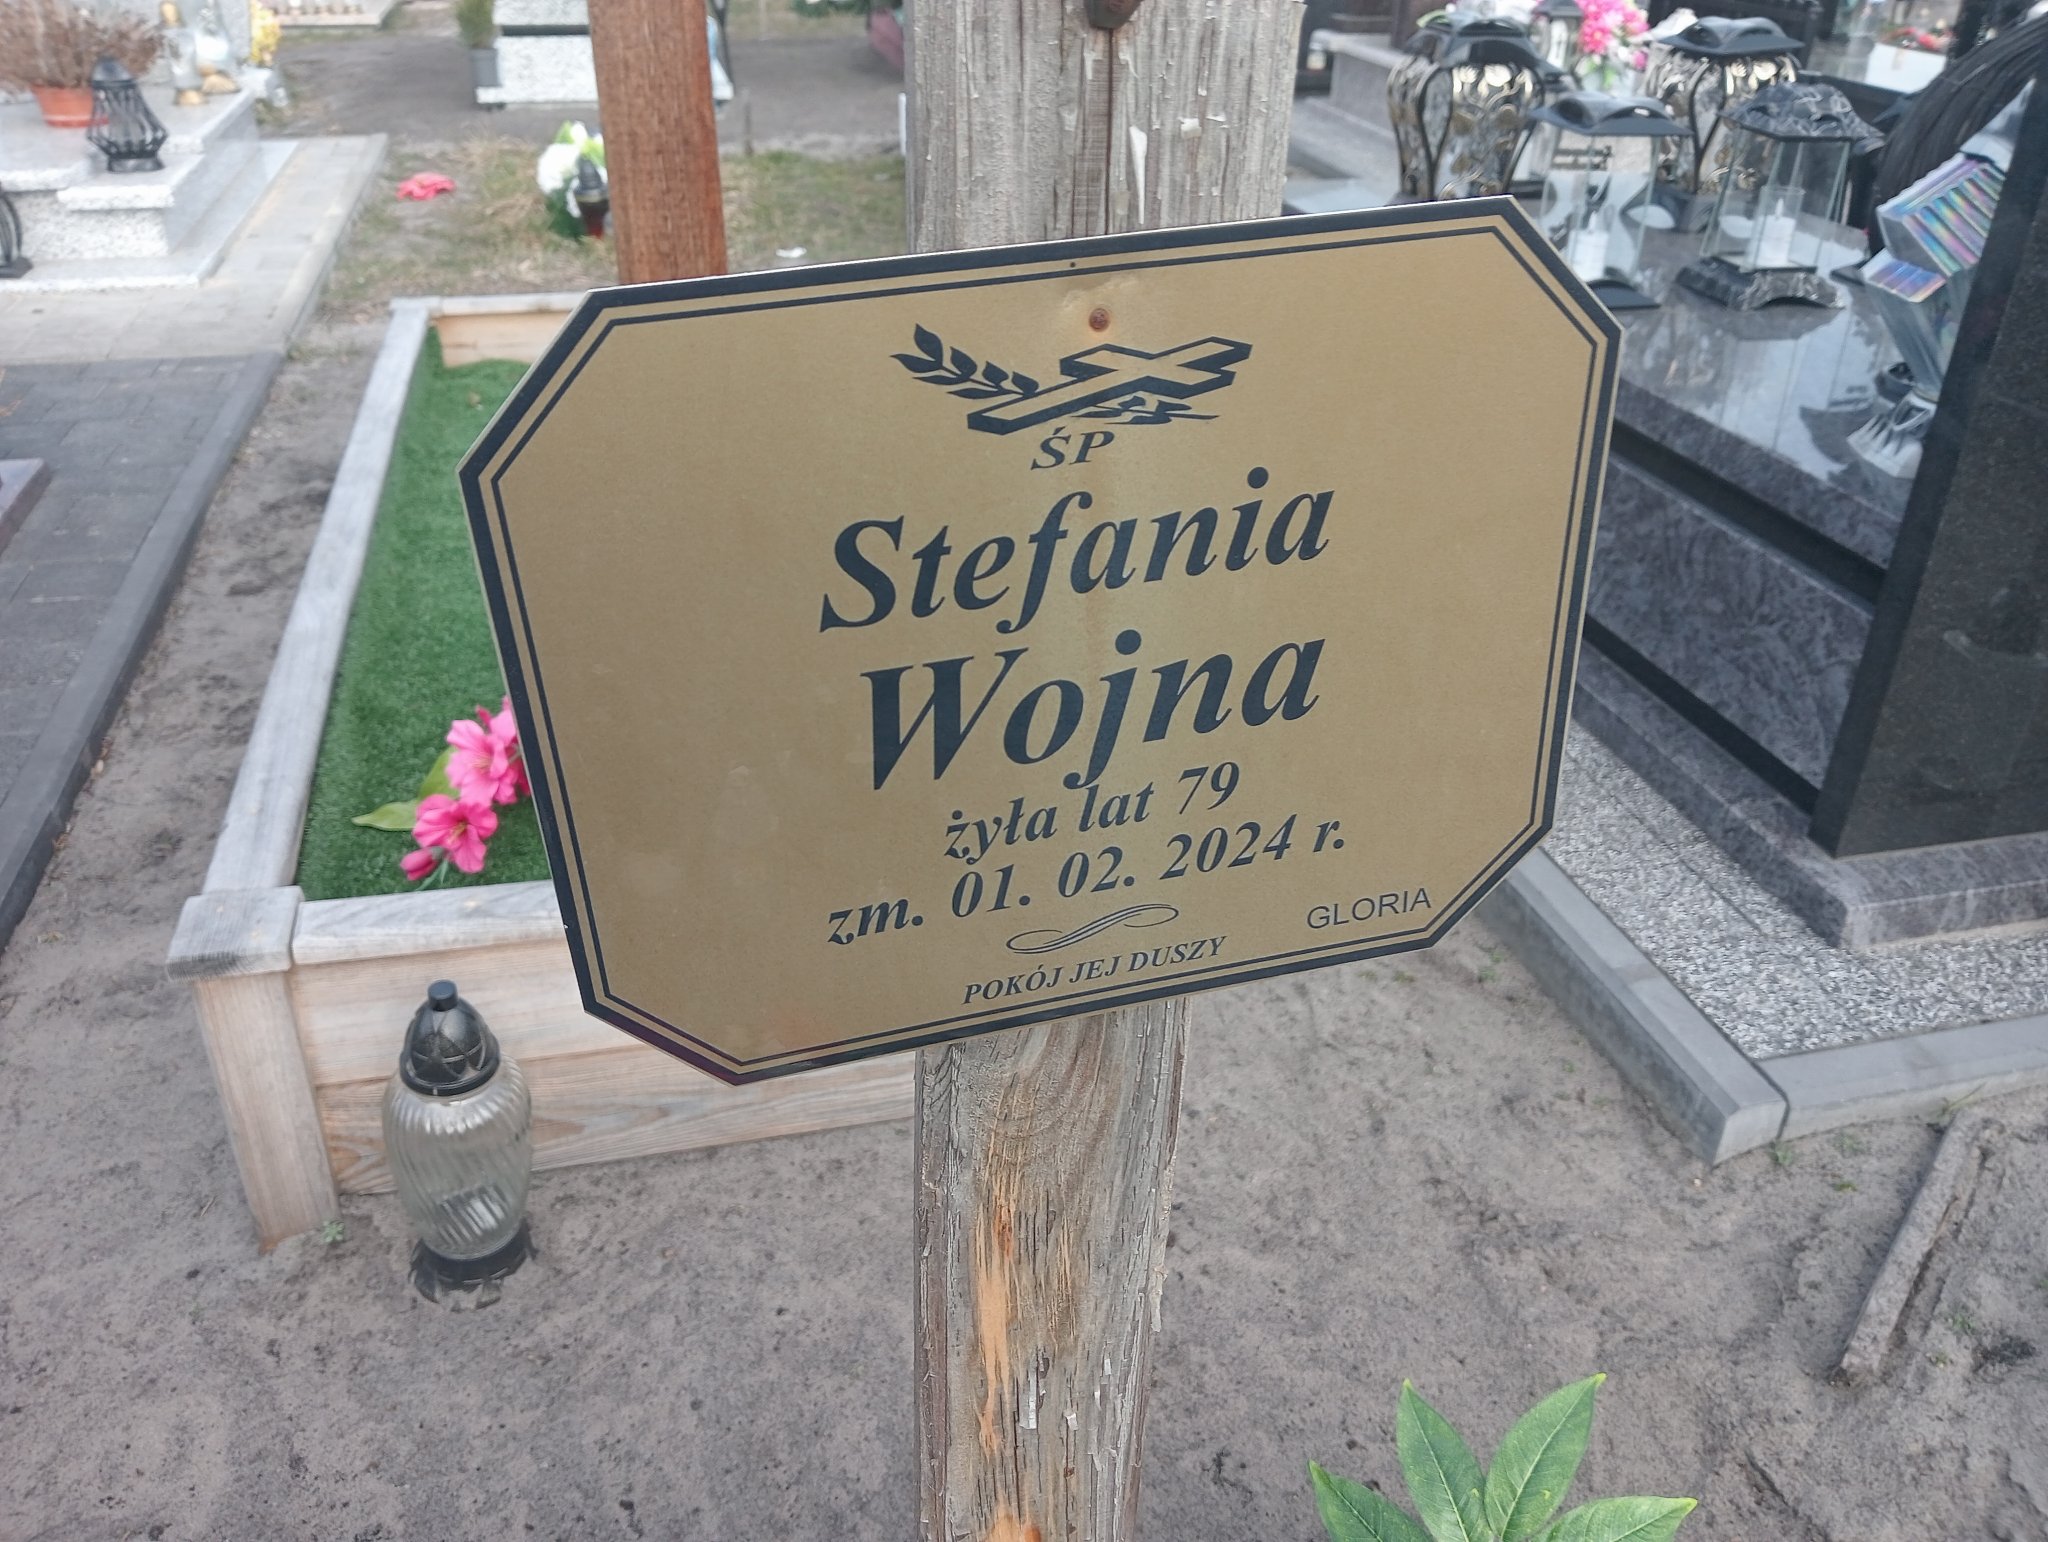 ŚP
Stefania
Wojna
żyła lat 79
zm. 01. 02. 2024 r.
POKÓJ JEJ DUSZY
GLORIA